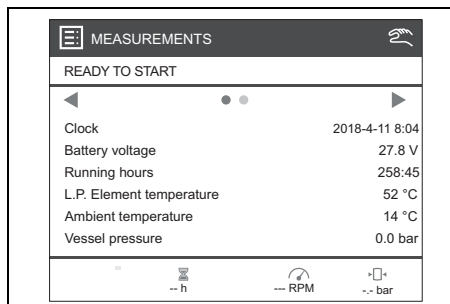 MEASUREMENTS
READY TO START
Clock 2018-4-11 8:04
Battery voltage 27.8 V
Running hours 258:45
L.P. Element temperature 52 °C
Ambient temperature 14 °C
Vessel pressure 0.0 bar
-- h --- RPM -.- bar